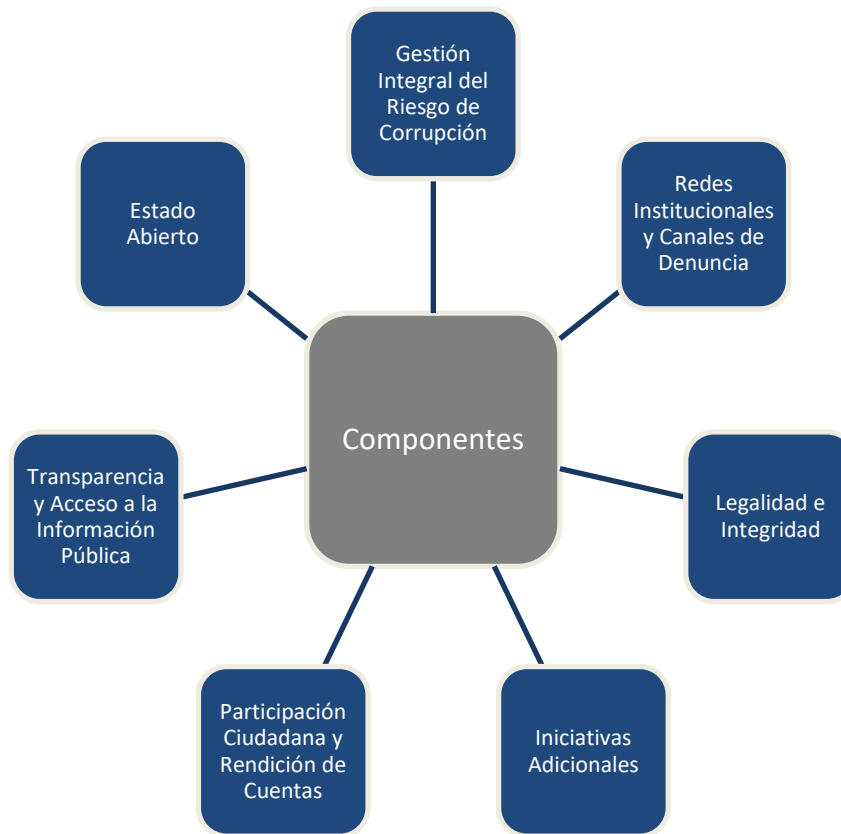 Gestión
Integral del
Riesgo de
Corrupción
Redes
Institucionales
y Canales de
Denuncia
Estado
Abierto
Componentes
Transparencia
y Acceso a la
Información
Pública
Legalidad e
Integridad
Participación
Ciudadana y
Rendición de
Cuentas
Iniciativas
Adicionales